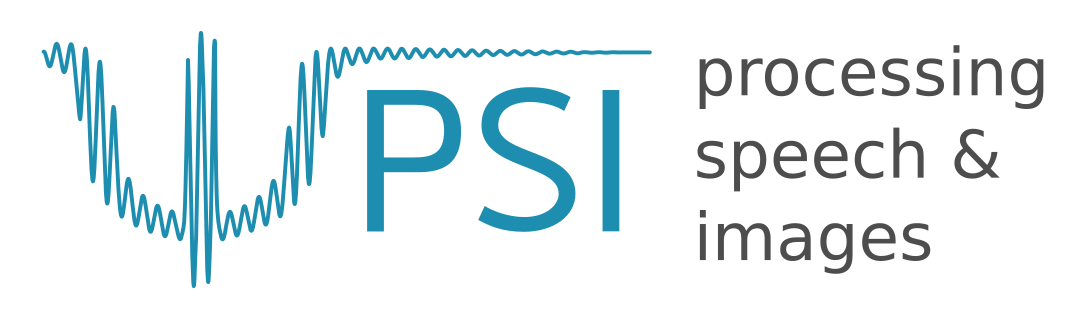 PSI
processing
speech &
images